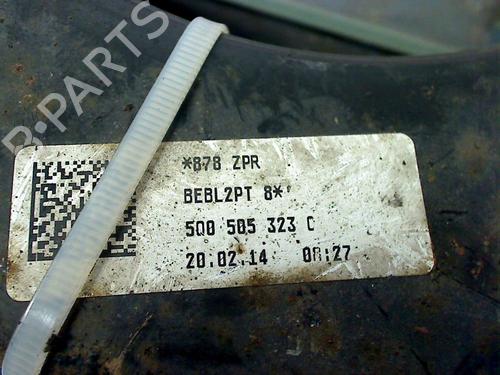 B-PARTS
*878 ZPR
BEBL2PT 8*
5Q0 505 323 C
20.02.14 08:27